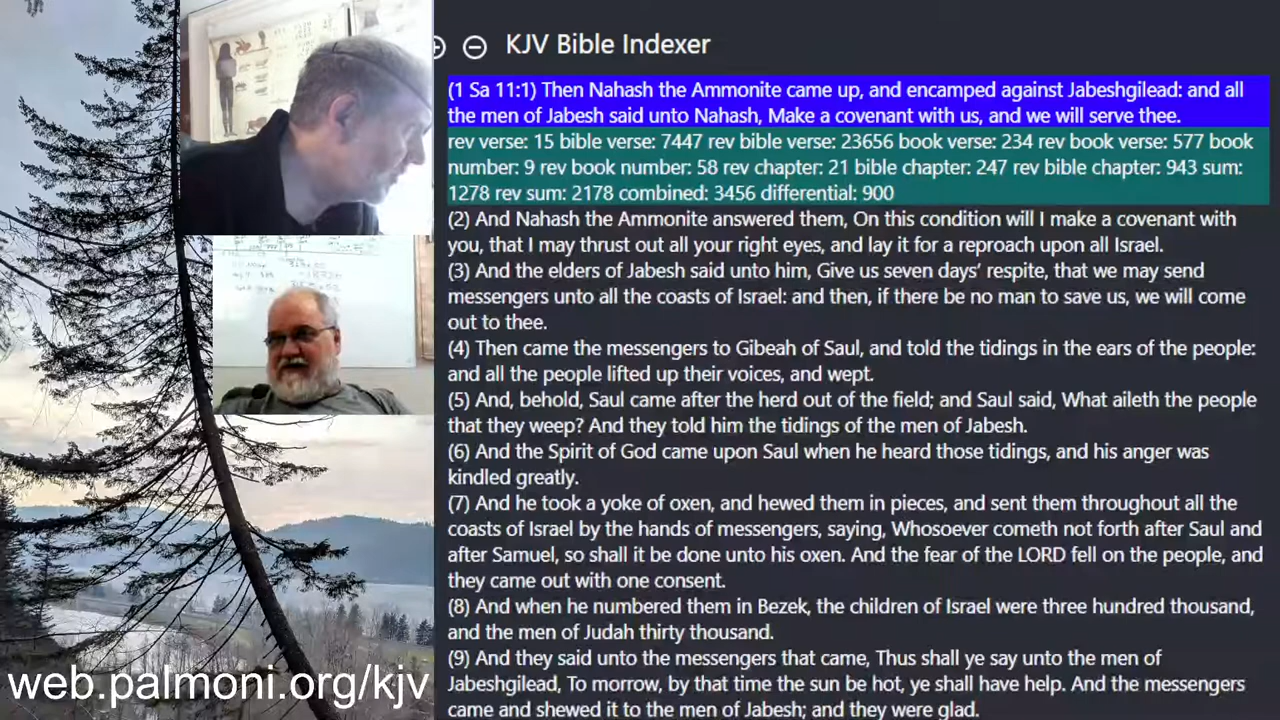 KJV Bible Indexer
(1 Sa 11:1) Then Nahash the Ammonite came up, and encamped against Jabeshgilead: and all
the men of Jabesh said unto Nahash, Make a covenant with us, and we will serve thee.
rev verse: 15 bible verse: 7447 rev bible verse: 23656 book verse: 234 rev book verse: 577 book
number: 9 rev book number: 58 rev chapter: 21 bible chapter: 247 rev bible chapter: 943 sum:
1278 rev sum: 2178 combined: 3456 differential: 900
(2) And Nahash the Ammonite answered them, On this condition will I make a covenant with
you, that I may thrust out all your right eyes, and lay it for a reproach upon all Israel.
(3) And the elders of Jabesh said unto him, Give us seven days’ respite, that we may send
messengers unto all the coasts of Israel: and then, if there be no man to save us, we will come
out to thee.
(4) Then came the messengers to Gibeah of Saul, and told the tidings in the ears of the people:
and all the people lifted up their voices, and wept.
(5) And, behold, Saul came after the herd out of the field; and Saul said, What aileth the people
that they weep? And they told him the tidings of the men of Jabesh.
(6) And the Spirit of God came upon Saul when he heard those tidings, and his anger was
kindled greatly.
(7) And he took a yoke of oxen, and hewed them in pieces, and sent them throughout all the
coasts of Israel by the hands of messengers, saying, Whosoever cometh not forth after Saul and
after Samuel, so shall it be done unto his oxen. And the fear of the LORD fell on the people, and
they came out with one consent.
(8) And when he numbered them in Bezek, the children of Israel were three hundred thousand,
and the men of Judah thirty thousand.
(9) And they said unto the messengers that came, Thus shall ye say unto the men of
Jabeshgilead, To morrow, by that time the sun be hot, ye shall have help. And the messengers
came and shewed it to the men of Jabesh; and they were glad.
web.palmoni.org/kjv